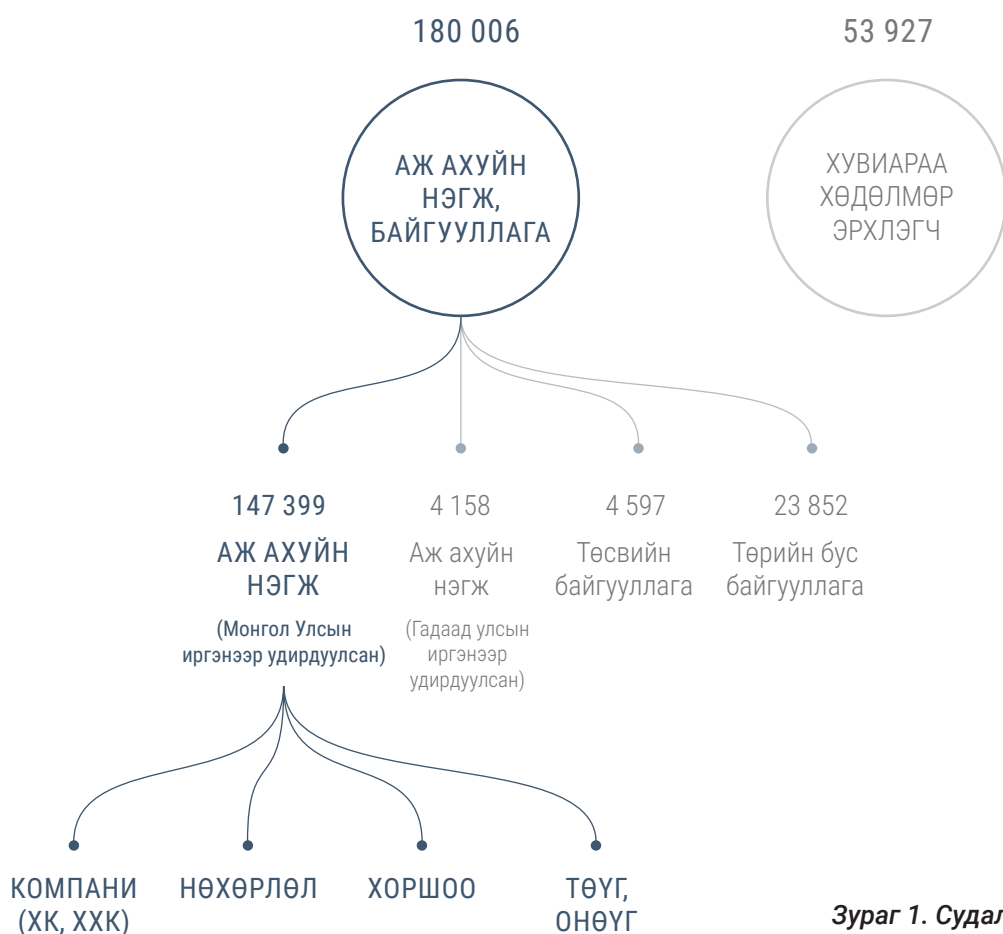 180 006
53 927
АЖ АХУЙН
НЭГЖ,
БАЙГУУЛЛАГА
ХУВИАРАА
ХӨДӨЛМӨР
ЭРХЛЭГЧ
147 399
АЖ АХУЙН
НЭГЖ
(Монгол Улсын
иргэнээр удирдуулсан)
4 158
Аж ахуйн
нэгж
(Гадаад улсын
иргэнээр
удирдуулсан)
4 597
Төсвийн
байгууллага
23 852
Төрийн бус
байгууллага
КОМПАНИ
(ХК, ХХК)
НӨХӨРЛӨЛ
ХОРШОО
ТӨҮГ,
ОНӨҮГ
Зураг 1.